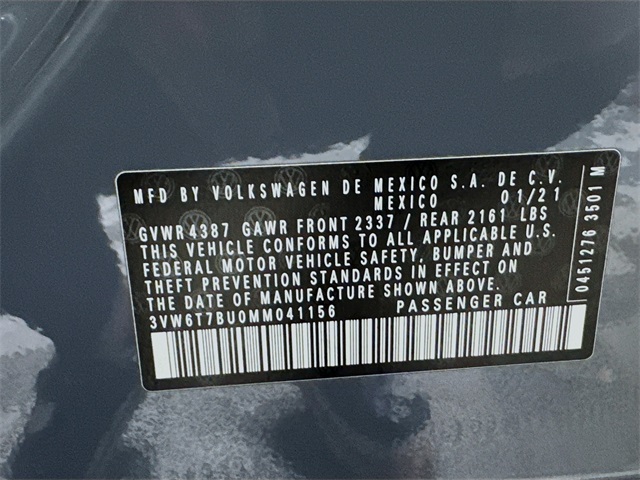 MFD BY VOLKSWAGEN DE MEXICO S.A. DE C.V.
MEXICO 01/21
GVWR4387 GAWR FRONT 2337 / REAR 2161 LBS
THIS VEHICLE CONFORMS TO ALL APPLICABLE U.S.
FEDERAL MOTOR VEHICLE SAFETY, BUMPER AND
THEFT PREVENTION STANDARDS IN EFFECT ON
THE DATE OF MANUFACTURE SHOWN ABOVE.
3VW6T7BU0MM041156 PASSENGER CAR
0451276 3501 M